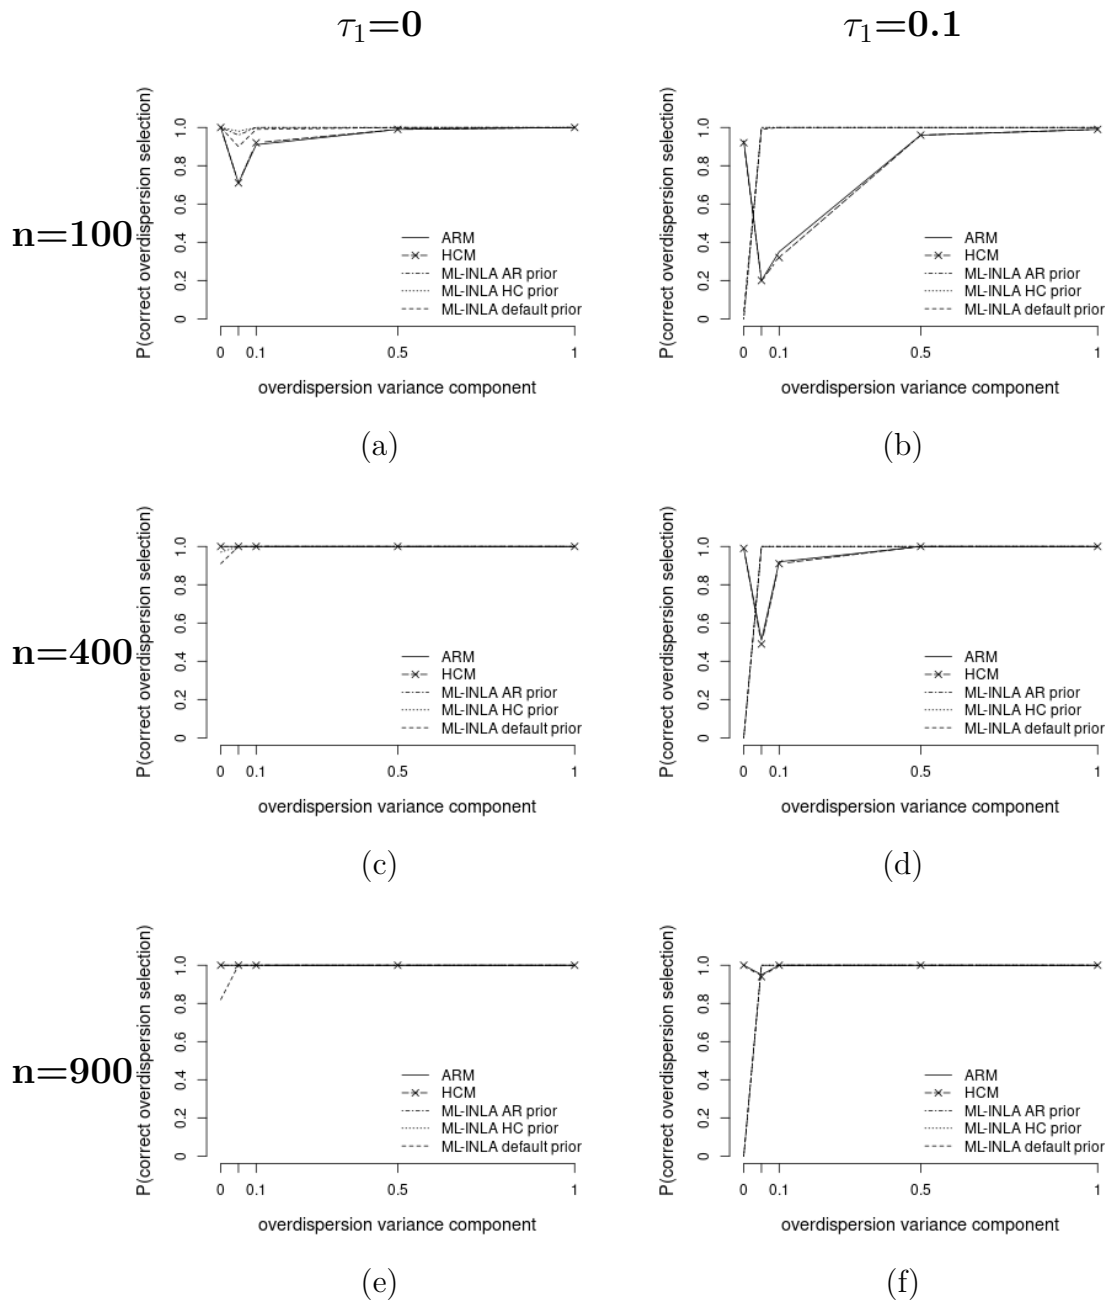 τ1=0
τ1=0.1
n=100
P(correct overdispersion selection)
1.0
0.8
0.6
0.4
0.2
0
ARM
HCM
ML-INLA AR prior
ML-INLA HC prior
ML-INLA default prior
0 0.1 0.5 1
overdispersion variance component
(a)
P(correct overdispersion selection)
1.0
0.8
0.6
0.4
0.2
0
ARM
HCM
ML-INLA AR prior
ML-INLA HC prior
ML-INLA default prior
0 0.1 0.5 1
overdispersion variance component
(b)
n=400
P(correct overdispersion selection)
1.0
0.8
0.6
0.4
0.2
0
ARM
HCM
ML-INLA AR prior
ML-INLA HC prior
ML-INLA default prior
0 0.1 0.5 1
overdispersion variance component
(c)
P(correct overdispersion selection)
1.0
0.8
0.6
0.4
0.2
0
ARM
HCM
ML-INLA AR prior
ML-INLA HC prior
ML-INLA default prior
0 0.1 0.5 1
overdispersion variance component
(d)
n=900
P(correct overdispersion selection)
1.0
0.8
0.6
0.4
0.2
0
ARM
HCM
ML-INLA AR prior
ML-INLA HC prior
ML-INLA default prior
0 0.1 0.5 1
overdispersion variance component
(e)
P(correct overdispersion selection)
1.0
0.8
0.6
0.4
0.2
0
ARM
HCM
ML-INLA AR prior
ML-INLA HC prior
ML-INLA default prior
0 0.1 0.5 1
overdispersion variance component
(f)